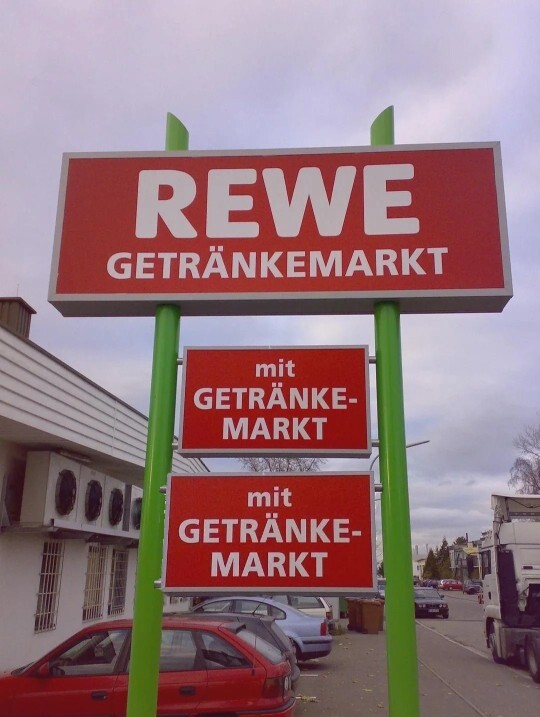 REWE
GETRÄNKEMARKT
mit
GETRÄNKE-
MARKT
mit
GETRÄNKE-
MARKT